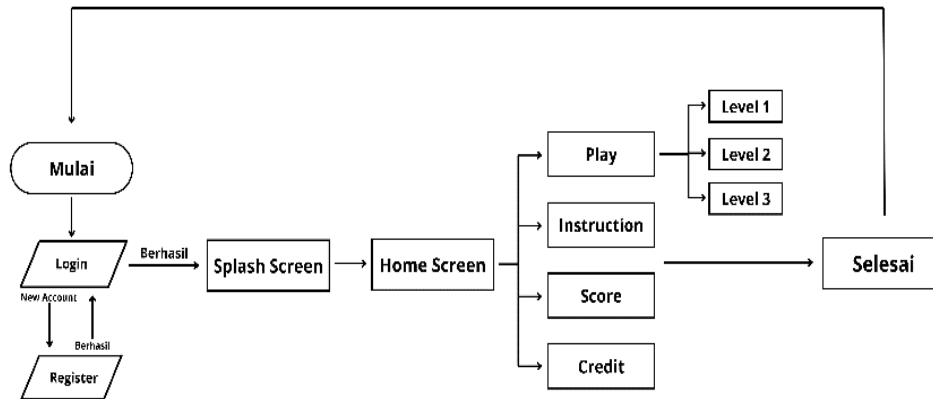 Mulai
Login
New Account
Berhasil
Register
Berhasil
Splash Screen
Home Screen
Play
Instruction
Score
Credit
Level 1
Level 2
Level 3
Selesai